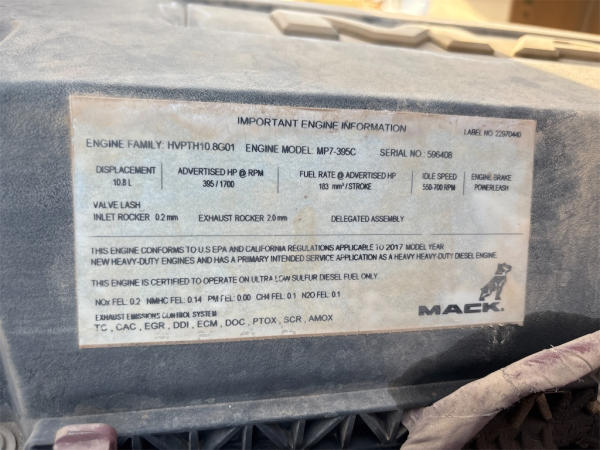 IMPORTANT ENGINE INFORMATION
LABEL NO. 22970440
ENGINE FAMILY: HVPTH10.8G01 ENGINE MODEL: MP7-395C SERIAL NO.: 596408
DISPLACEMENT ADVERTISED HP @ RPM FUEL RATE @ ADVERTISED HP IDLE SPEED ENGINE BRAKE
10.8 L 395 / 1700 183 mm³ / STROKE 550-700 RPM POWERLEASH
VALVE LASH
INLET ROCKER 0.2 mm EXHAUST ROCKER 2.0 mm DELEGATED ASSEMBLY
THIS ENGINE CONFORMS TO U.S EPA AND CALIFORNIA REGULATIONS APPLICABLE TO 2017 MODEL YEAR
NEW HEAVY-DUTY ENGINES AND HAS A PRIMARY INTENDED SERVICE APPLICATION AS A HEAVY HEAVY-DUTY DIESEL ENGINE.
THIS ENGINE IS CERTIFIED TO OPERATE ON ULTRA LOW SULFUR DIESEL FUEL ONLY.
NOx FEL: 0.2 NMHC FEL: 0.14 PM FEL: 0.00 CH4 FEL: 0.1 N2O FEL: 0.1
EXHAUST EMISSIONS CONTROL SYSTEM
TC , CAC , EGR , DDI , ECM , DOC , PTOX , SCR , AMOX
MACK.